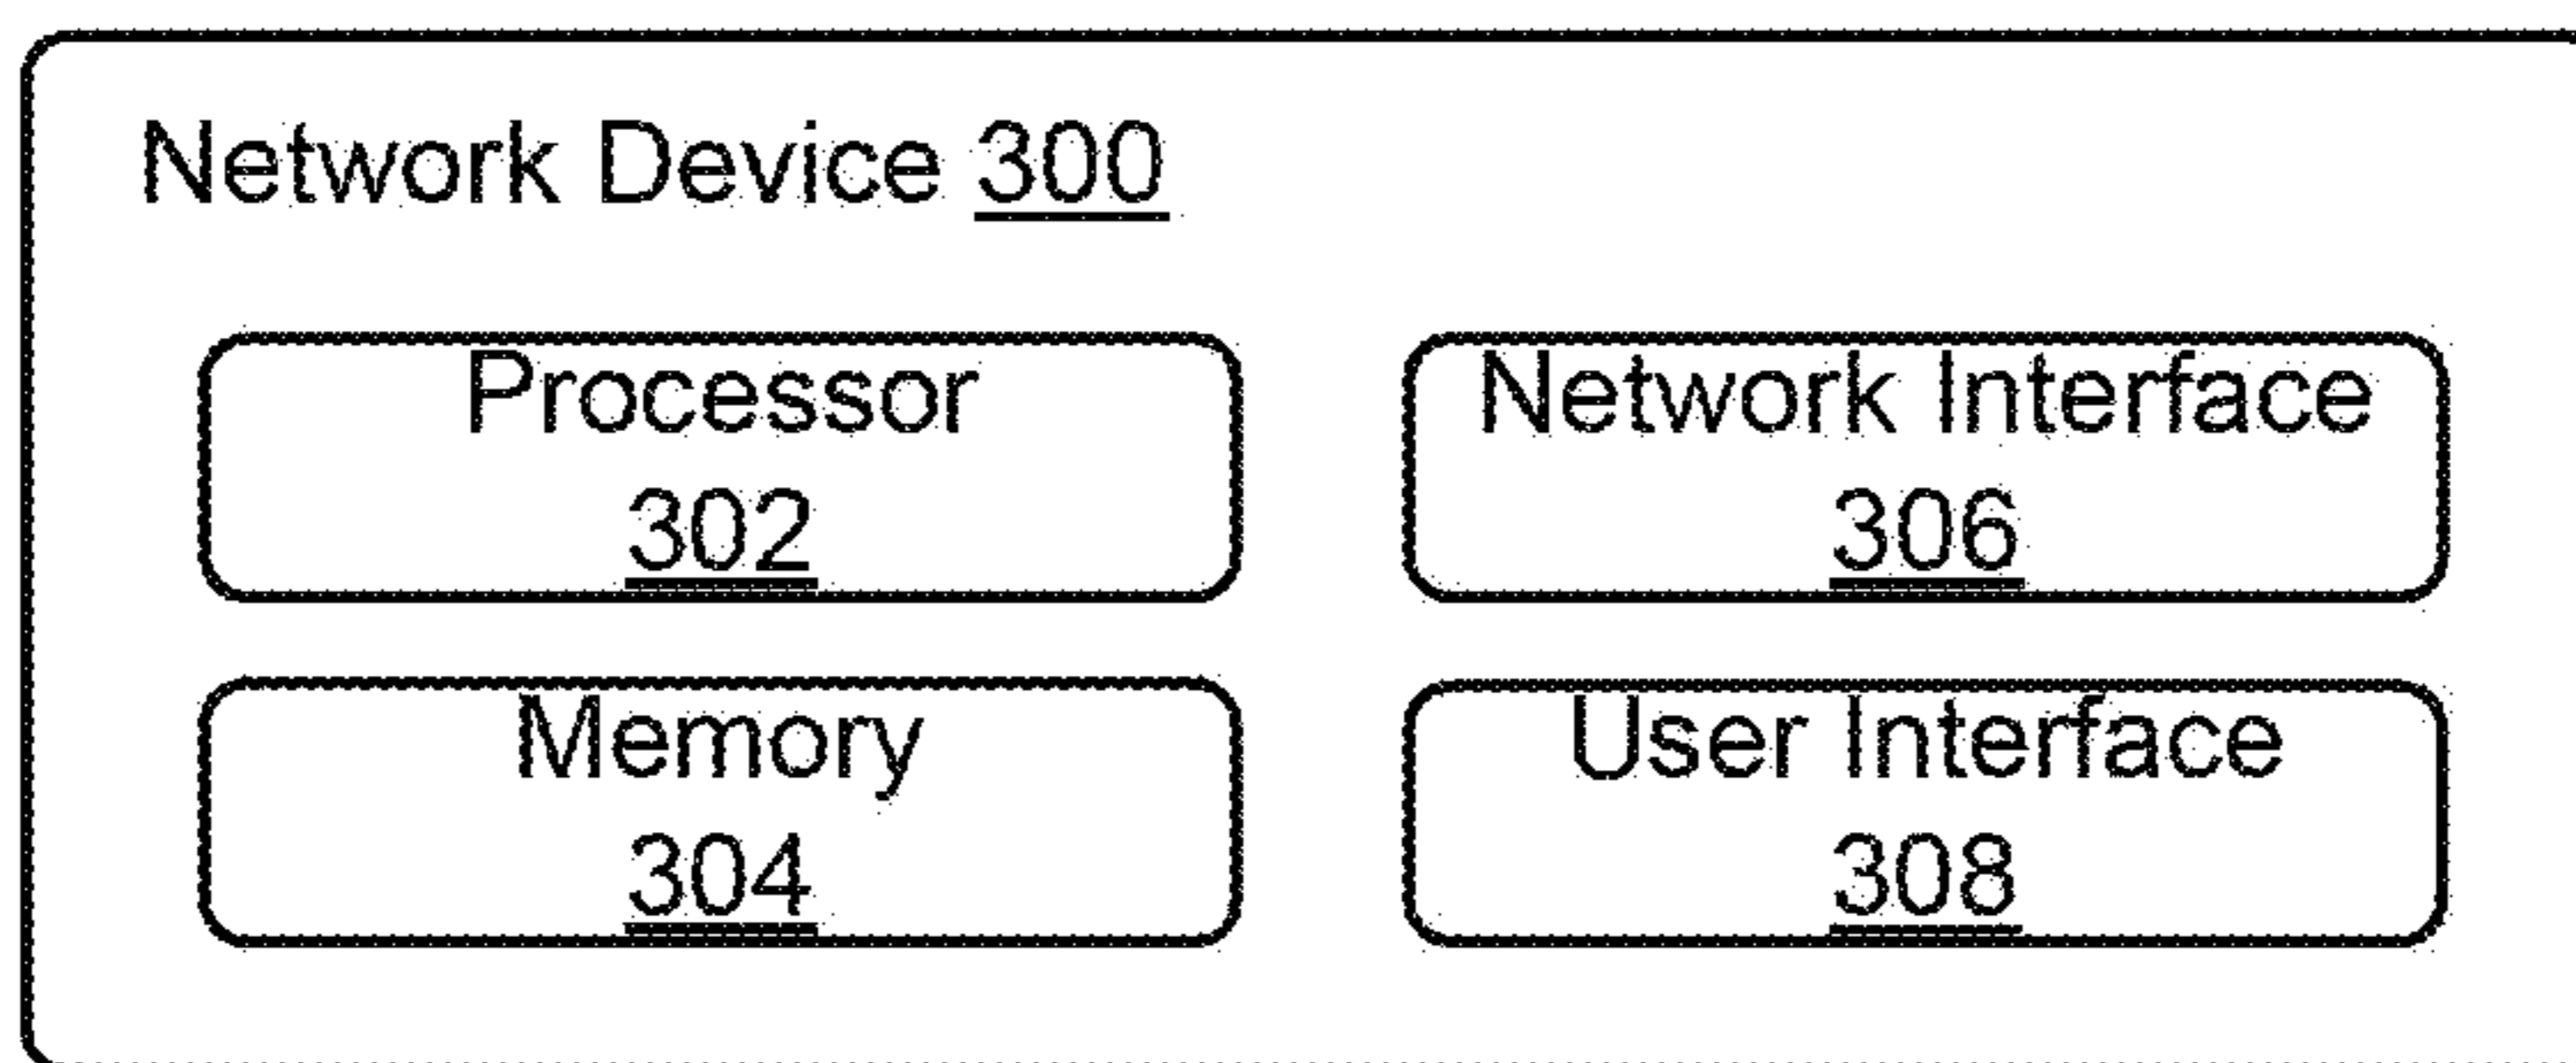 Network Device 300
Processor
302
Network Interface
306
Memory
304
User Interface
308